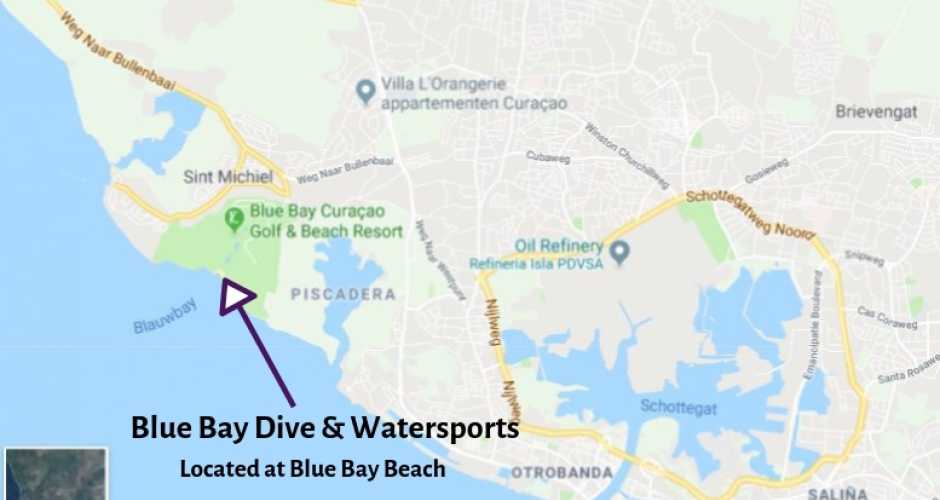 Weg Naar Bullenbaai
Villa L'Orangerie
appartementen Curaçao
Brievengat
Winston Churchillweg
Cubaweg
Gosieweg
Weg Naar Bullenbaai
Sint Michiel
Schottegatweg Noord
Blue Bay Curaçao
Golf & Beach Resort
Weg Naar Welgelegen
Oil Refinery
Refineria Isla PDVSA
Snipweg
PISCADERA
Nijlweg
Emancipatie Boulevard
Blauwbay
Cas Coraweg
Santa Rosaweg
Nijlweg
Schottegat
Blue Bay Dive & Watersports
Located at Blue Bay Beach
OTROBANDA
SALIÑA